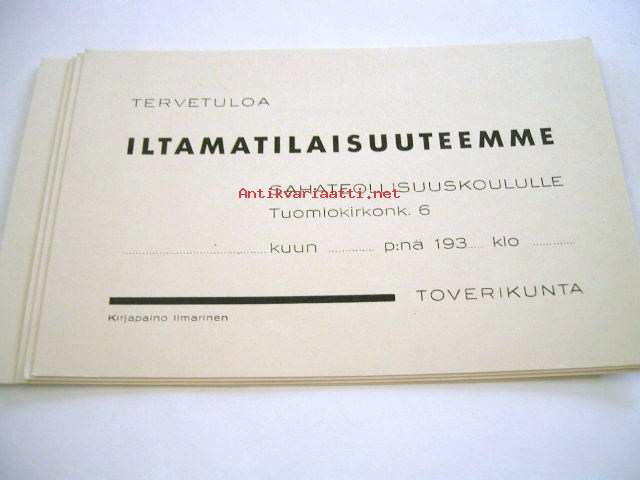 TERVETULOA
ILTAMATILAISUUTEEMME
SAHATEOLLISUUSKOULULLE
Antikvariaatti.net
Tuomiokirkonk. 6
kuun p:nä 193 klo
TOVERIKUNTA
Kirjapaino Ilmarinen